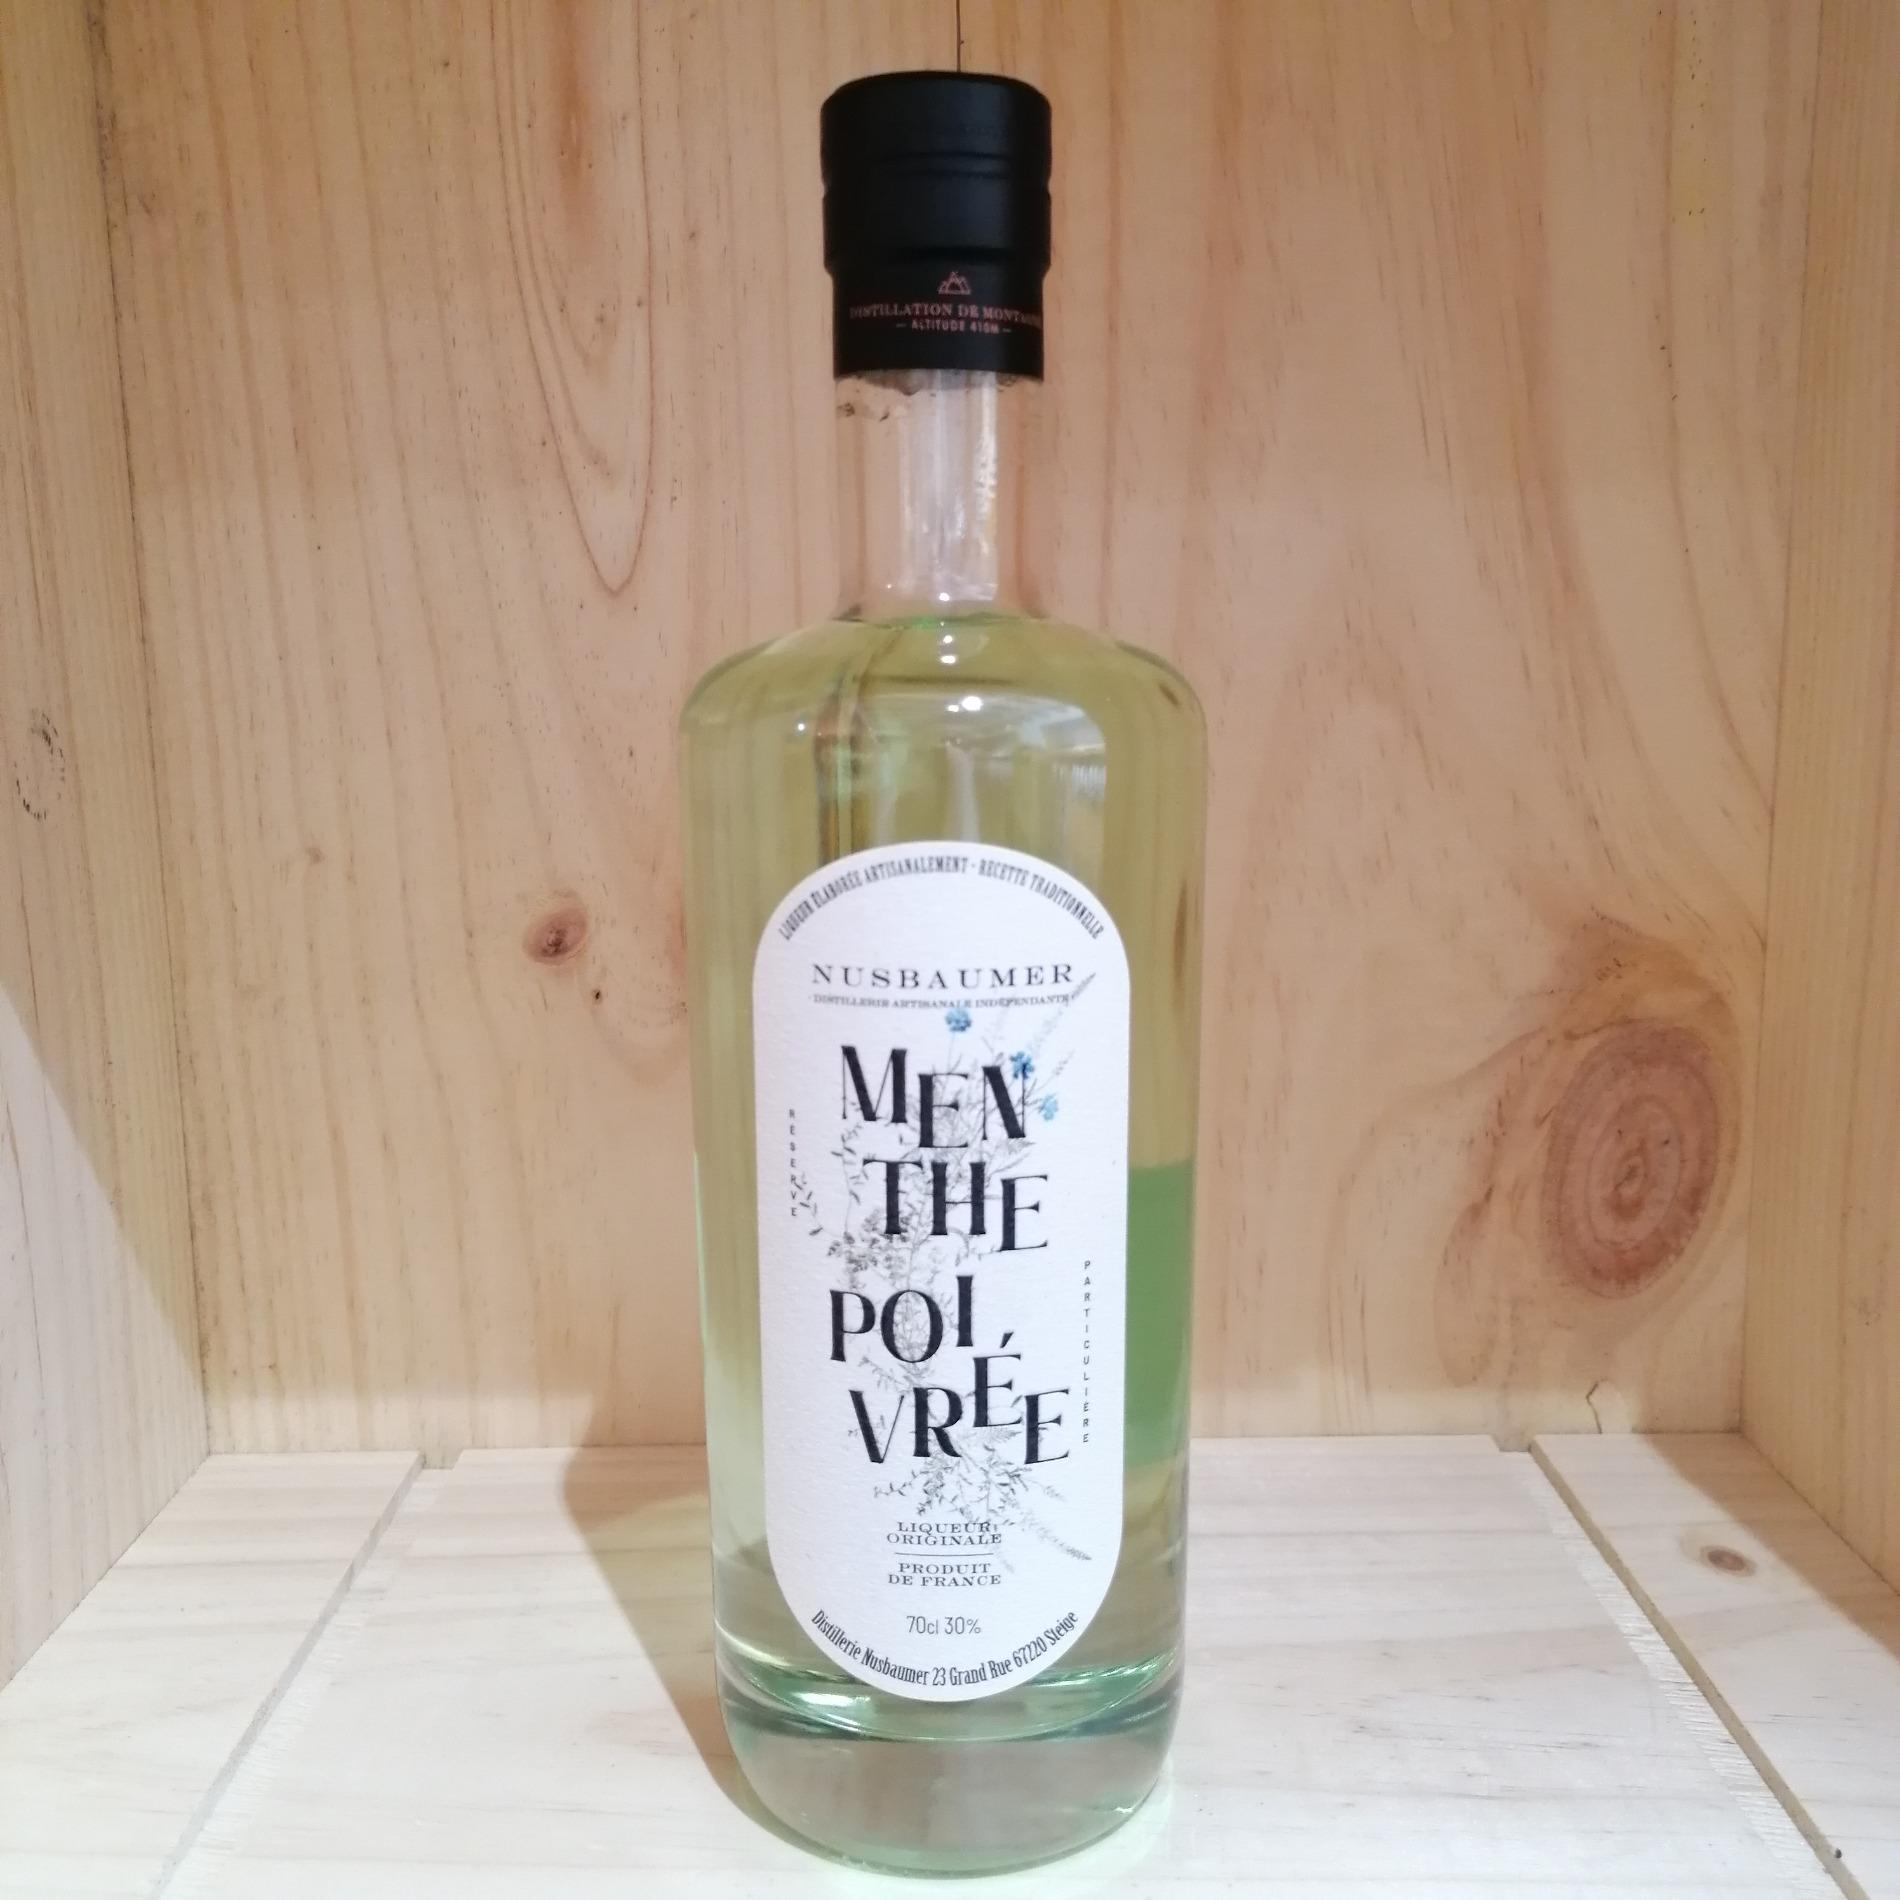 DISTILLATION DE MONTAGNE
— ALTITUDE 410M —
LIQUEUR ÉLABORÉE ARTISANALEMENT - RECETTE TRADITIONNELLE
NUSBAUMER
· DISTILLERIE ARTISANALE INDÉPENDANTE ·
MEN
THE
POI
VRÉE
RÉSERVE
PARTICULIÈRE
LIQUEUR
ORIGINALE
PRODUIT
DE FRANCE
70cl 30%
Distillerie Nusbaumer 23 Grand Rue 67220 Steige